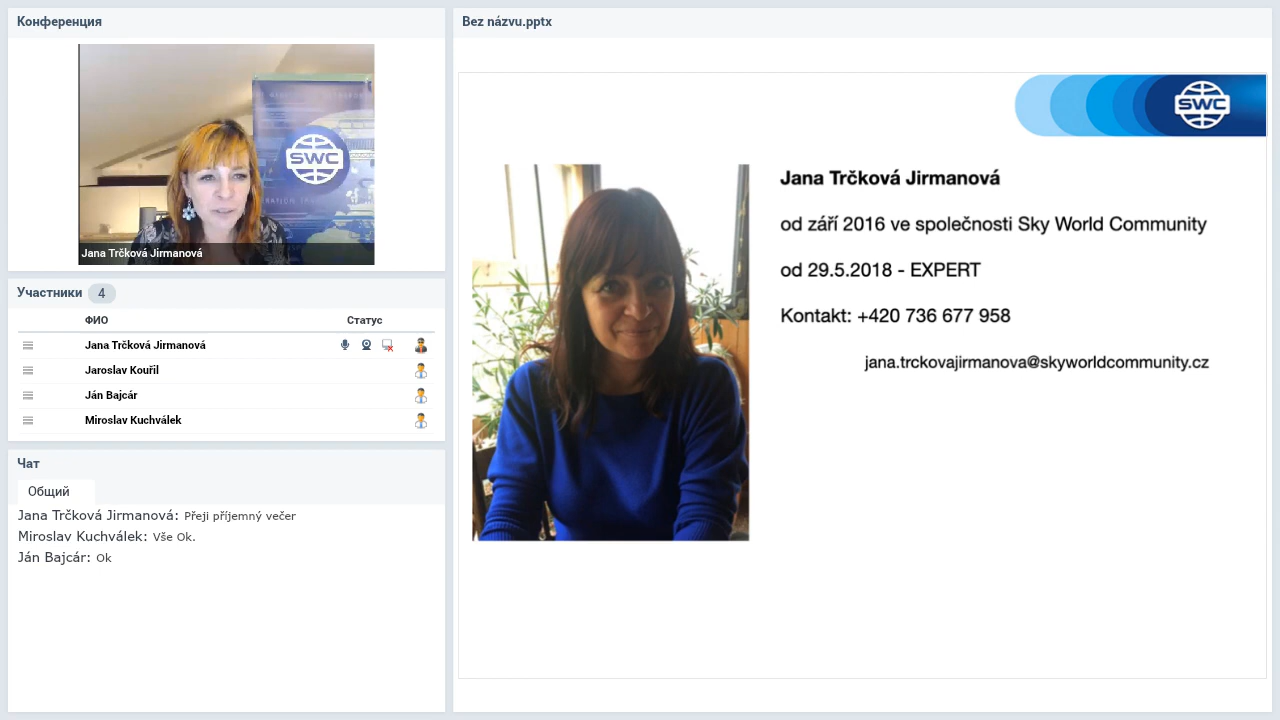 Конференция
SWC
Jana Trčková Jirmanová
Участники 4
ФИО Статус
Jana Trčková Jirmanová
Jaroslav Kouřil
Ján Bajcár
Miroslav Kuchválek
Чат
Общий
Jana Trčková Jirmanová: Přeji příjemný večer
Miroslav Kuchválek: Vše Ok.
Ján Bajcár: Ok
Bez názvu.pptx
SWC
Jana Trčková Jirmanová
od září 2016 ve společnosti Sky World Community
od 29.5.2018 - EXPERT
Kontakt: +420 736 677 958
jana.trckovajirmanova@skyworldcommunity.cz